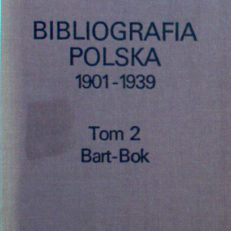 BIBLIOGRAFIA
POLSKA
1901-1939
Tom 2
Bart-Bok